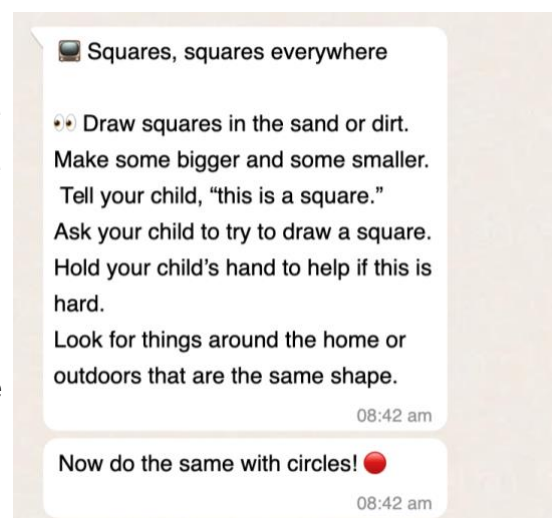 📺 Squares, squares everywhere
👀 Draw squares in the sand or dirt.
Make some bigger and some smaller.
Tell your child, “this is a square.”
Ask your child to try to draw a square.
Hold your child’s hand to help if this is
hard.
Look for things around the home or
outdoors that are the same shape.
08:42 am
Now do the same with circles! 🔴
08:42 am